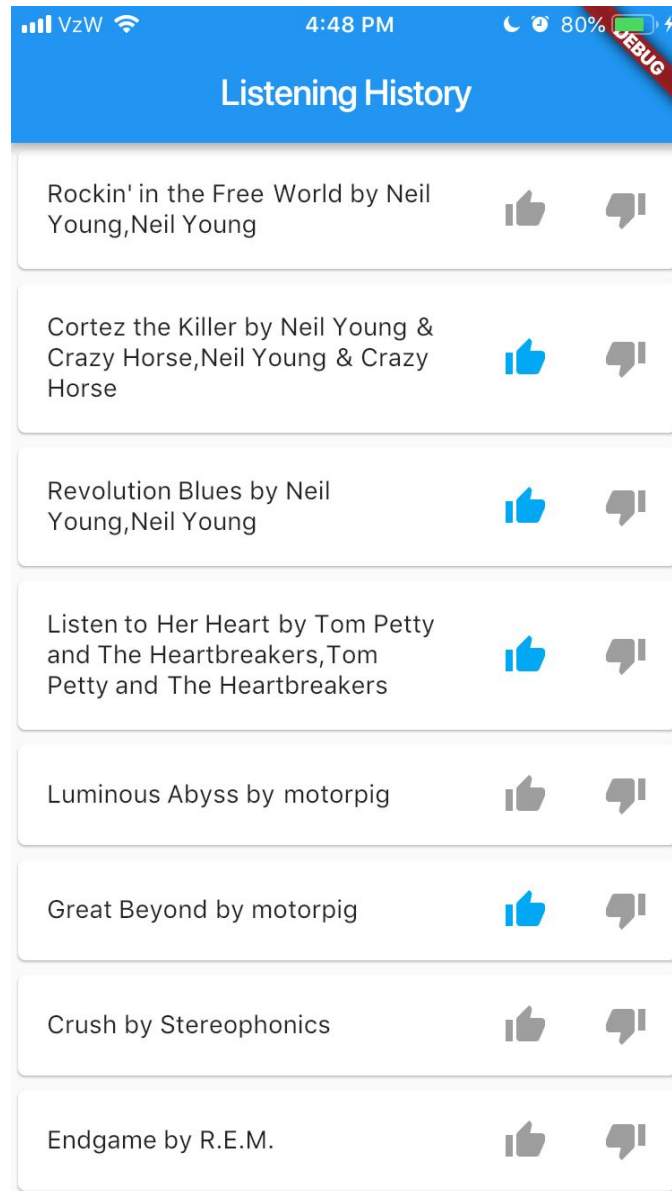 VzW 4:48 PM 80%
DEBUG
Listening History
Rockin' in the Free World by Neil
Young,Neil Young
Cortez the Killer by Neil Young &
Crazy Horse,Neil Young & Crazy
Horse
Revolution Blues by Neil
Young,Neil Young
Listen to Her Heart by Tom Petty
and The Heartbreakers,Tom
Petty and The Heartbreakers
Luminous Abyss by motorpig
Great Beyond by motorpig
Crush by Stereophonics
Endgame by R.E.M.